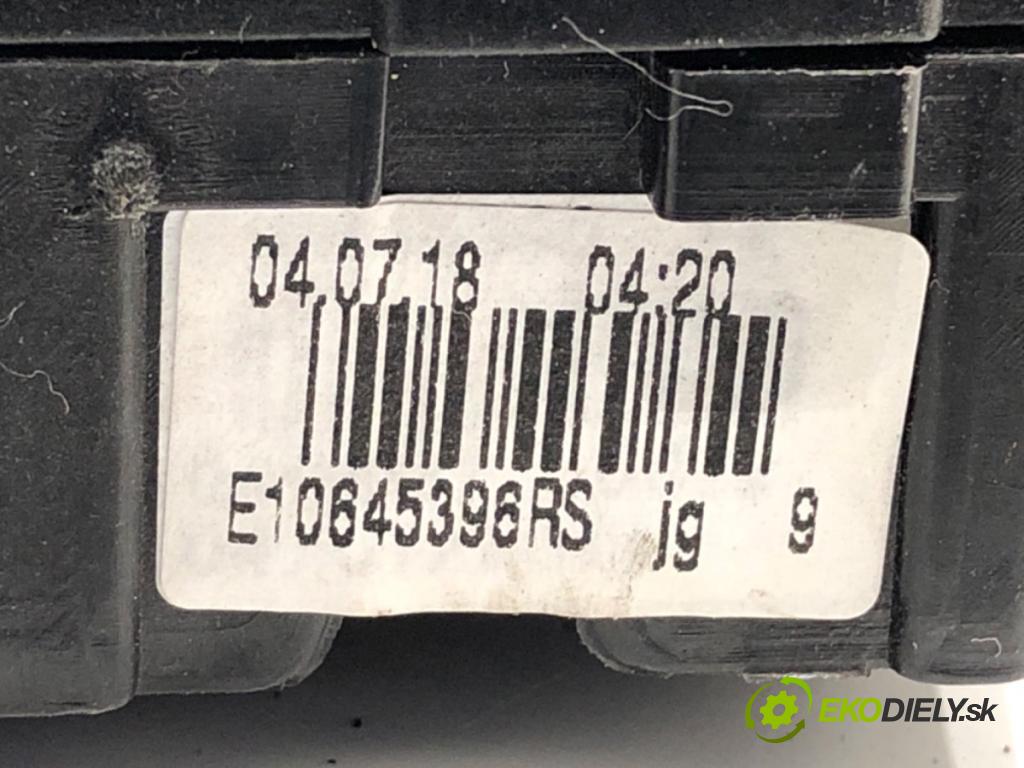 04.07.18 04:20
E10645396RS jg 9
EKODIELY.sk